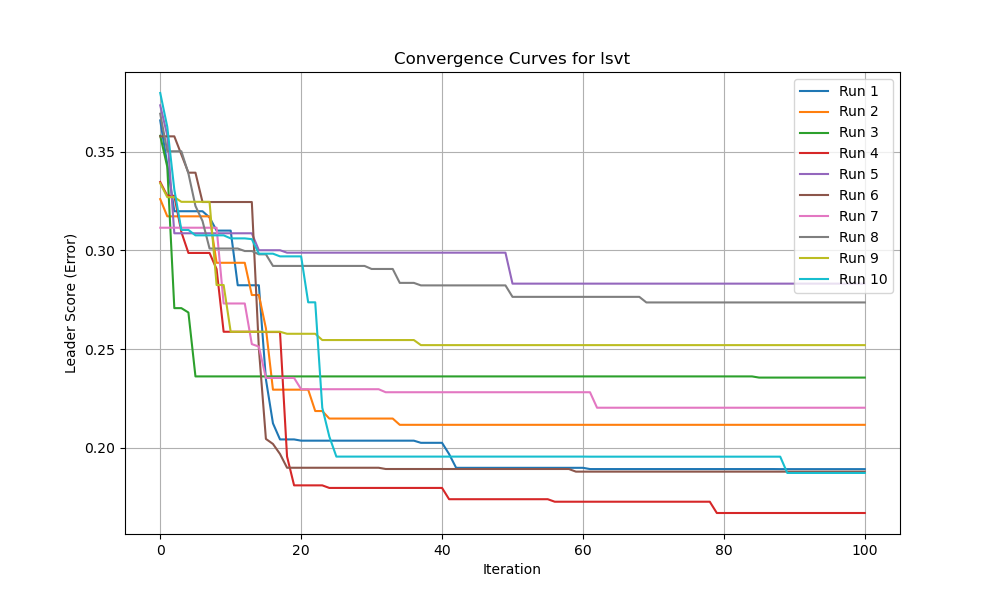 Convergence Curves for lsvt
Leader Score (Error)
0.35
0.30
0.25
0.20
0
20
40
60
80
100
Iteration
Run 1
Run 2
Run 3
Run 4
Run 5
Run 6
Run 7
Run 8
Run 9
Run 10